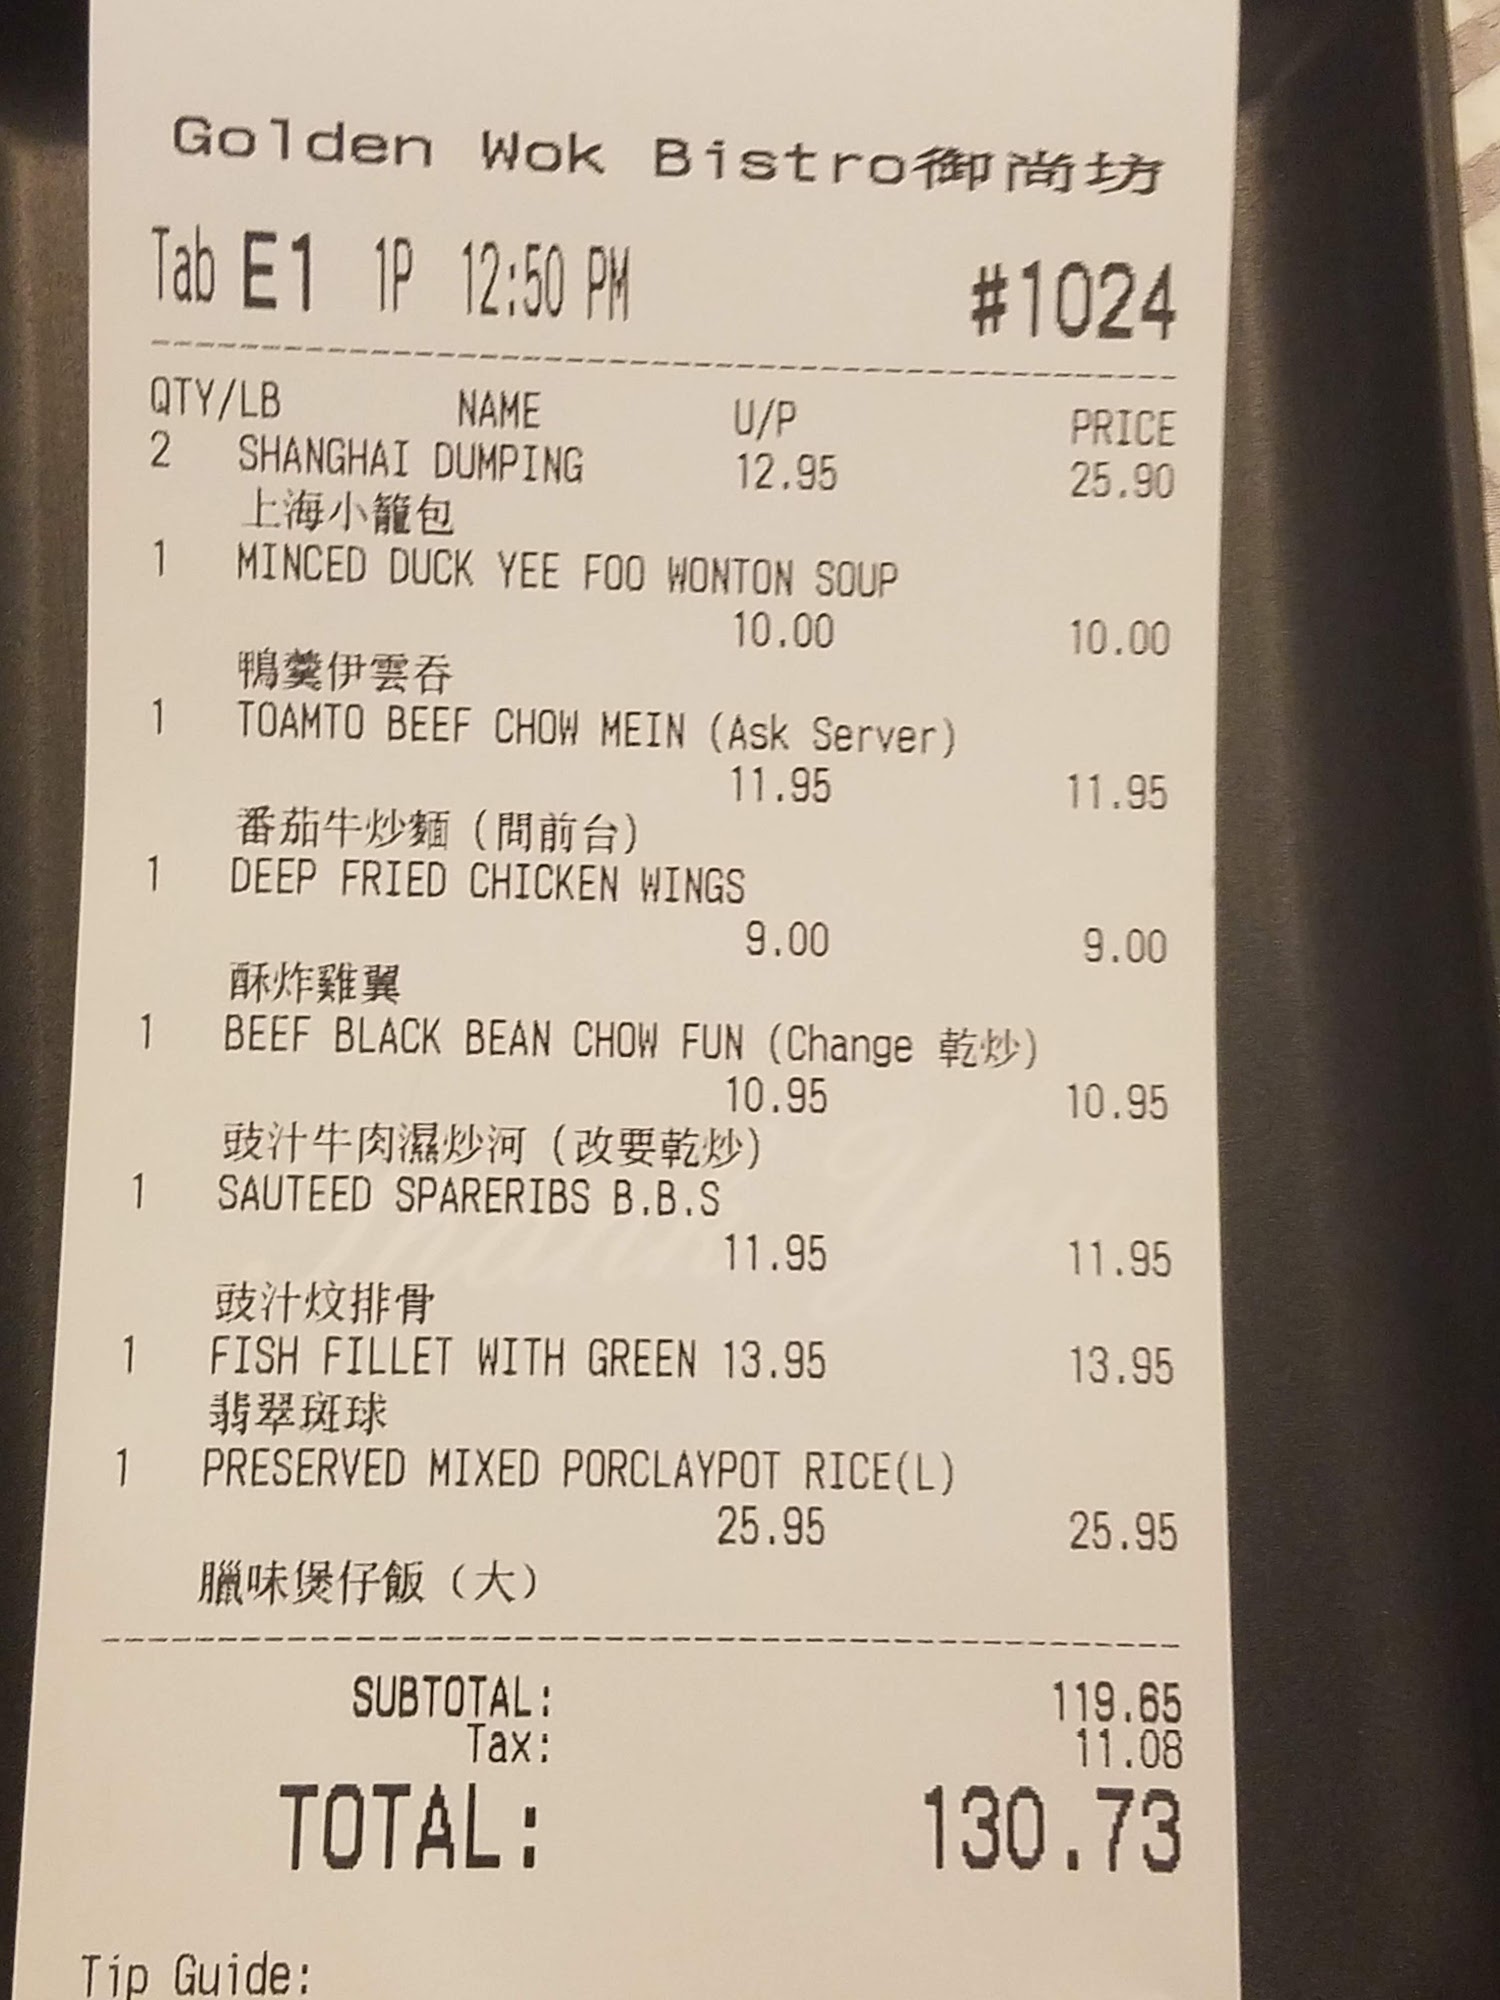 Golden Wok Bistro御尚坊
Tab E1 1P 12:50 PM #1024
QTY/LB NAME U/P PRICE
2 SHANGHAI DUMPING 12.95 25.90
上海小籠包
1 MINCED DUCK YEE FOO WONTON SOUP
10.00 10.00
鴨羹伊雲吞
1 TOAMTO BEEF CHOW MEIN (Ask Server)
11.95 11.95
番茄牛炒麵 (問前台)
1 DEEP FRIED CHICKEN WINGS
9.00 9.00
酥炸雞翼
1 BEEF BLACK BEAN CHOW FUN (Change 乾炒)
10.95 10.95
豉汁牛肉濕炒河 (改要乾炒)
1 SAUTEED SPARERIBS B.B.S
11.95 11.95
豉汁炆排骨
1 FISH FILLET WITH GREEN 13.95 13.95
翡翠斑球
1 PRESERVED MIXED PORCLAYPOT RICE(L)
25.95 25.95
臘味煲仔飯（大）
SUBTOTAL: 119.65
Tax: 11.08
TOTAL: 130.73
Tip Guide: